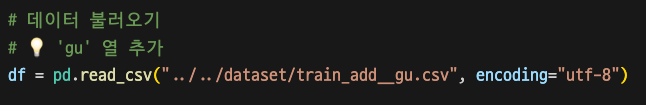 # 데이터 불러오기
# 💡 'gu' 열 추가
df = pd.read_csv("../../dataset/train_add__gu.csv", encoding="utf-8")